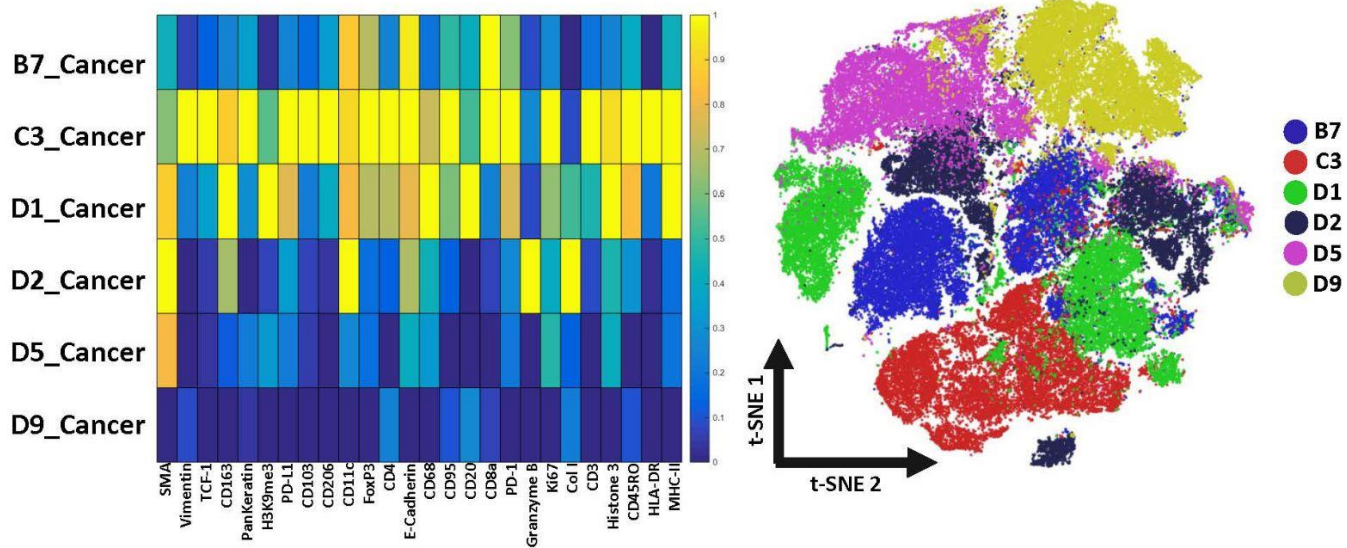 B7_Cancer
C3_Cancer
D1_Cancer
D2_Cancer
D5_Cancer
D9_Cancer
SMA
Vimentin
TCF-1
CD163
PanKeratin
H3K9me3
PD-L1
CD103
CD206
CD11c
FoxP3
CD4
E-Cadherin
CD68
CD95
CD20
CD8a
PD-1
Granzyme B
Ki67
Col I
CD3
Histone 3
CD45RO
HLA-DR
MHC-II
1
0.9
0.8
0.7
0.6
0.5
0.4
0.3
0.2
0.1
0
t-SNE 1
t-SNE 2
B7
C3
D1
D2
D5
D9